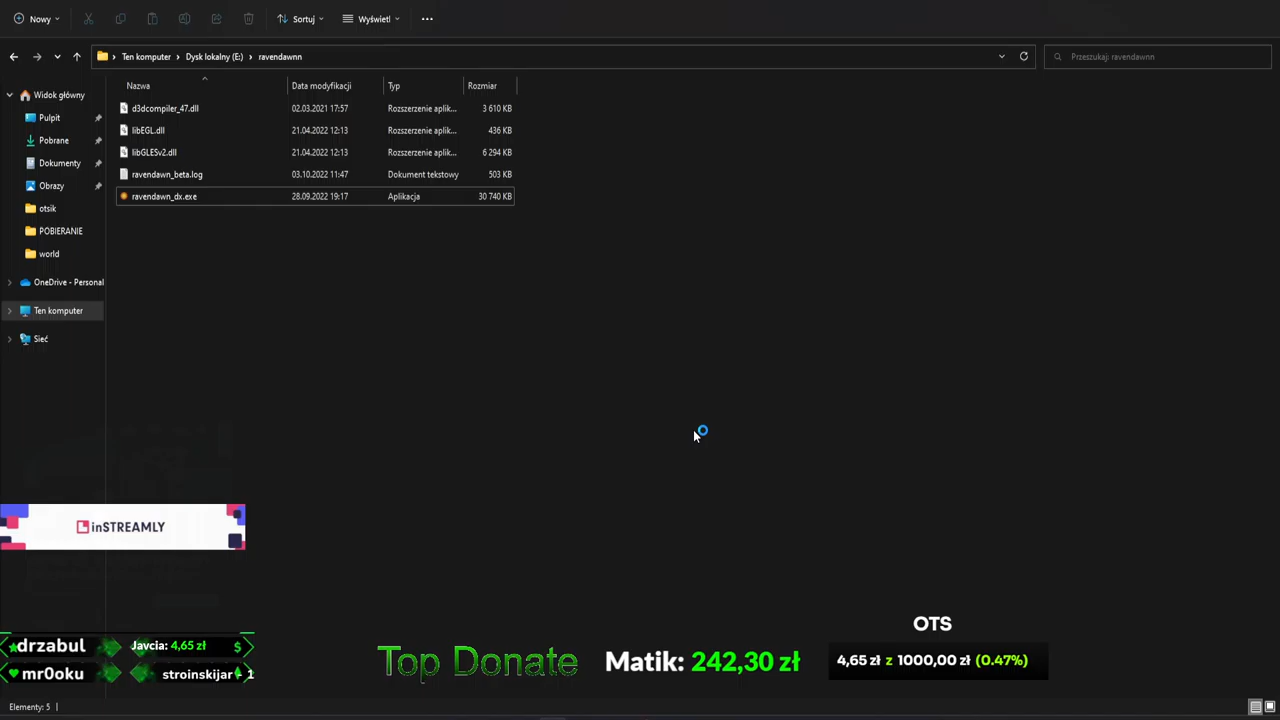 Nowy
Sortuj
Wyświetl
Ten komputer
Dysk lokalny (E:)
ravendawnn
Przeszukaj: ravendawnn
Nazwa
Data modyfikacji
Typ
Rozmiar
Widok główny
Pulpit
Pobrane
Dokumenty
Obrazy
otsik
POBIERANIE
world
OneDrive - Personal
Ten komputer
Sieć
d3dcompiler_47.dll 02.03.2021 17:57 Rozszerzenie aplik... 3 610 KB
libEGL.dll 21.04.2022 12:13 Rozszerzenie aplik... 436 KB
libGLESv2.dll 21.04.2022 12:13 Rozszerzenie aplik... 6 294 KB
ravendawn_beta.log 03.10.2022 11:47 Dokument tekstowy 503 KB
ravendawn_dx.exe 28.09.2022 19:17 Aplikacja 30 740 KB
inSTREAMLY
drzabul
Javcia: 4,65 zł $
mr0oku
stroinskijar - 1
Top Donate
Matik: 242,30 zł
OTS
4,65 zł z 1000,00 zł (0.47%)
Elementy: 5